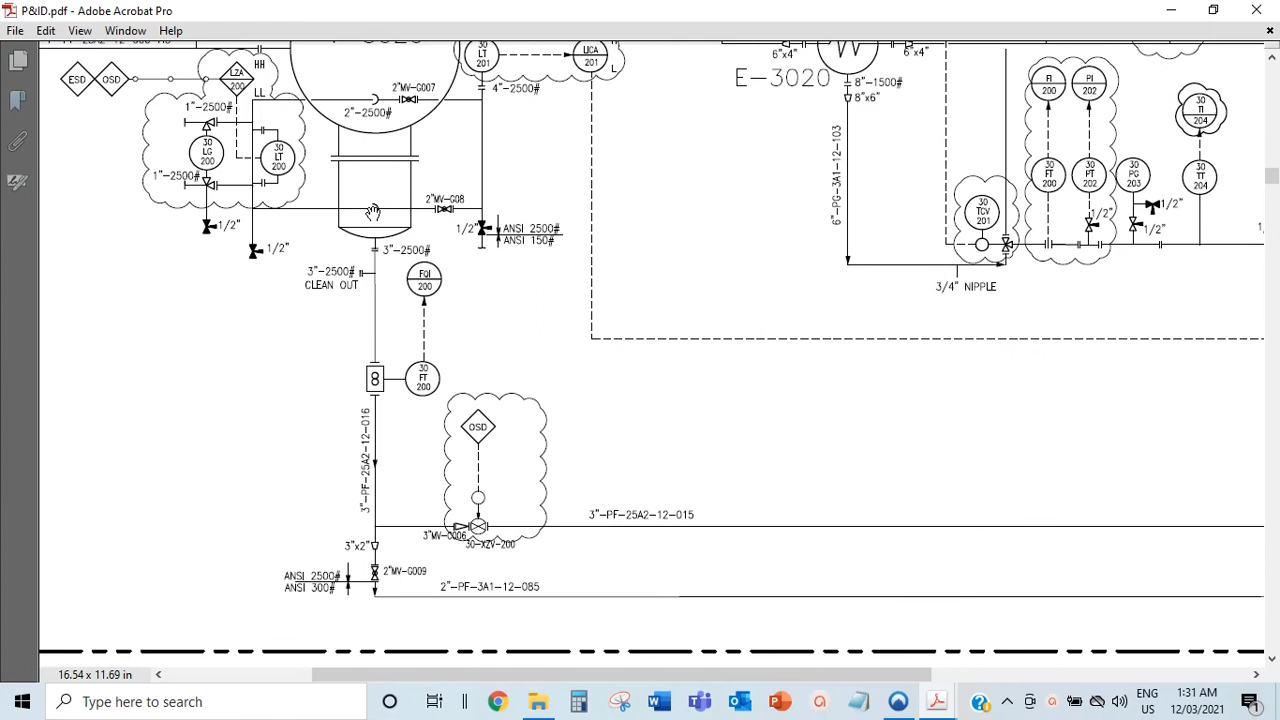 P&ID.pdf - Adobe Acrobat Pro
File Edit View Window Help
HH
30
LT
201
LICA
201
L
6"x4"
6"x4"
ESD
OSD
LZA
200
LL
2"MV-G007
4"-2500#
E-3020
8"-1500#
8"x6"
FI
200
PI
202
1"-2500#
2"-2500#
30
TI
204
30
LG
200
30
LT
200
6"-PG-3A1-12-103
1"-2500#
30
FT
200
30
PT
202
30
PG
203
30
TT
204
2"MV-G08
30
TCV
201
1/2"
1/2"
1/2"
1/2"
ANSI 2500#
ANSI 150#
1/2"
1/2"
3"-2500#
3"-2500#
CLEAN OUT
FQI
200
3/4" NIPPLE
8
30
FT
200
3"-PF-25A2-12-016
OSD
3"-PF-25A2-12-015
3"MV-C006
30-XZV-200
3"x2"
ANSI 2500#
ANSI 300#
2"MV-G009
2"-PF-3A1-12-085
16.54 x 11.69 in
Type here to search
ENG
US
1:31 AM
12/03/2021